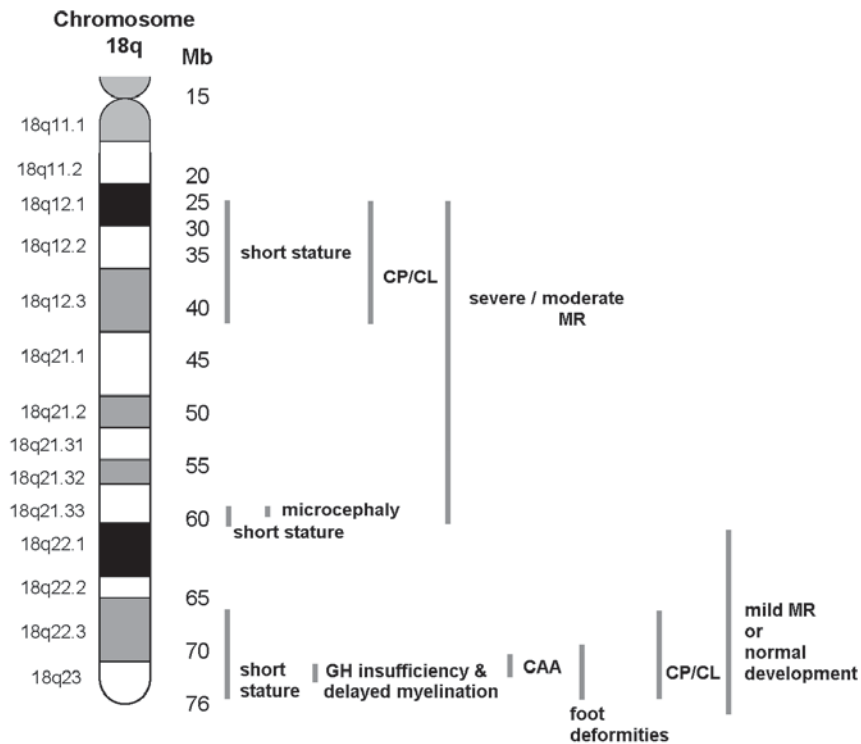 Chromosome
18q
Mb
15
18q11.1
18q11.2
20
18q12.1
25
30
18q12.2
35
short stature
CP/CL
severe / moderate
MR
18q12.3
40
18q21.1
45
18q21.2
50
18q21.31
55
18q21.32
18q21.33
60
microcephaly
short stature
18q22.1
18q22.2
65
mild MR
or
normal
development
18q22.3
70
short
stature
GH insufficiency &
delayed myelination
CAA
CP/CL
18q23
76
foot
deformities